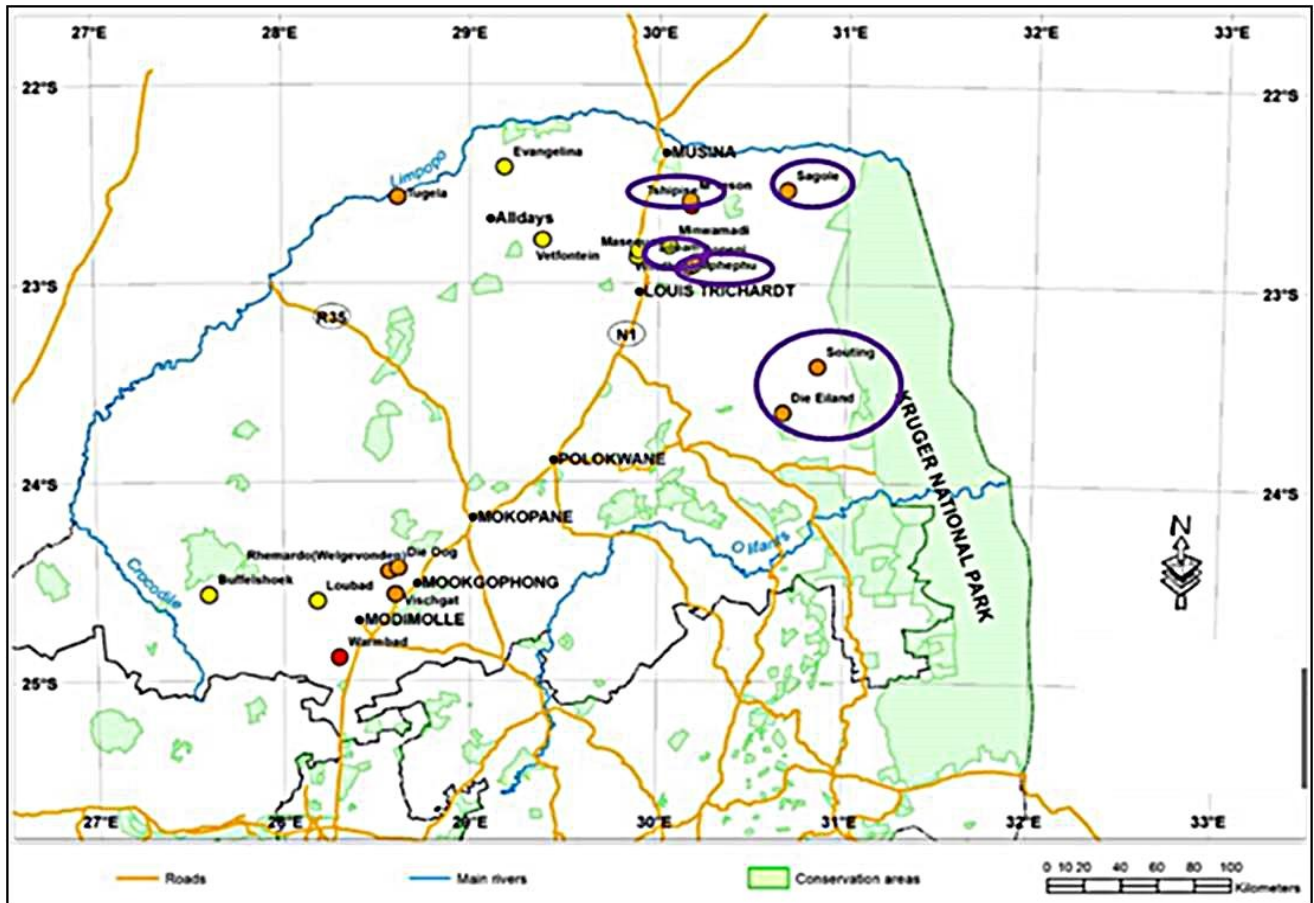 27°E 28°E 29°E 30°E 31°E 32°E 33°E
22°S 22°S
Evangelina
MUSINA
Limpopo
Sagole
Tshipise
Tugela
Alldays
Minwamadi
Vetfontein
23°S 23°S
LOUIS TRICHARDT
R35
N1
Souting
Die Eiland
KRUGER NATIONAL PARK
POLOKWANE
24°S 24°S
MOKOPANE
N
Olifants
Rhemardo(Welgevonden) Die Oog
Crocodile
Buffelshoek
Loubad
MOOKGOPHONG
Vischgat
MODIMOLLE
Warmbad
25°S
27°E 28°E 29°E 30°E 31°E 32°E 33°E
Roads Main rivers Conservation areas
0 10 20 40 60 80 100
Kilometers